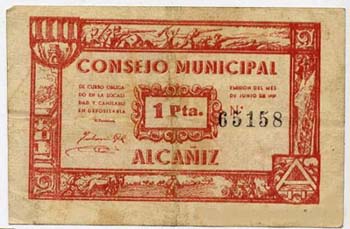 CONSEJO MUNICIPAL
DE CURSO OBLIGA
DO EN LA LOCALI
DAD Y CANJEABLE
EN DEPOSITARIA
EMISION DEL MES
DE JUNIO DE 1937
1 Pta.
Nº
65158
ALCAÑIZ